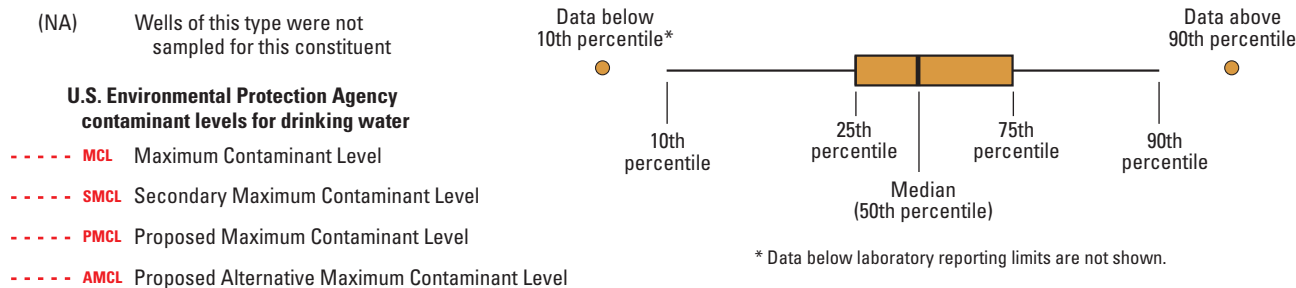 (NA) Wells of this type were not
sampled for this constituent
U.S. Environmental Protection Agency
contaminant levels for drinking water
MCL Maximum Contaminant Level
SMCL Secondary Maximum Contaminant Level
PMCL Proposed Maximum Contaminant Level
AMCL Proposed Alternative Maximum Contaminant Level
Data below
10th percentile*
Data above
90th percentile
10th
percentile
25th
percentile
75th
percentile
90th
percentile
Median
(50th percentile)
* Data below laboratory reporting limits are not shown.